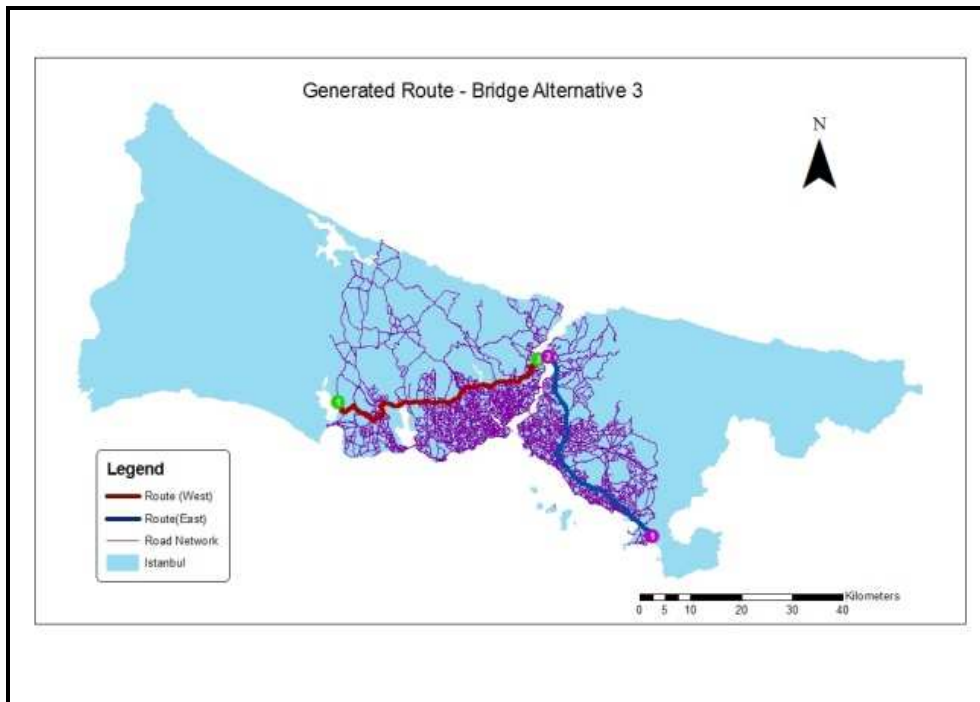 Generated Route - Bridge Alternative 3
N
Legend
Route (West)
Route(East)
Road Network
Istanbul
Kilometers
0 5 10 20 30 40